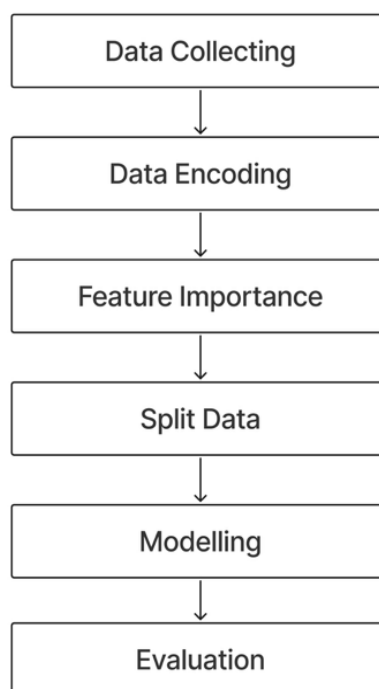 Data Collecting
Data Encoding
Feature Importance
Split Data
Modelling
Evaluation